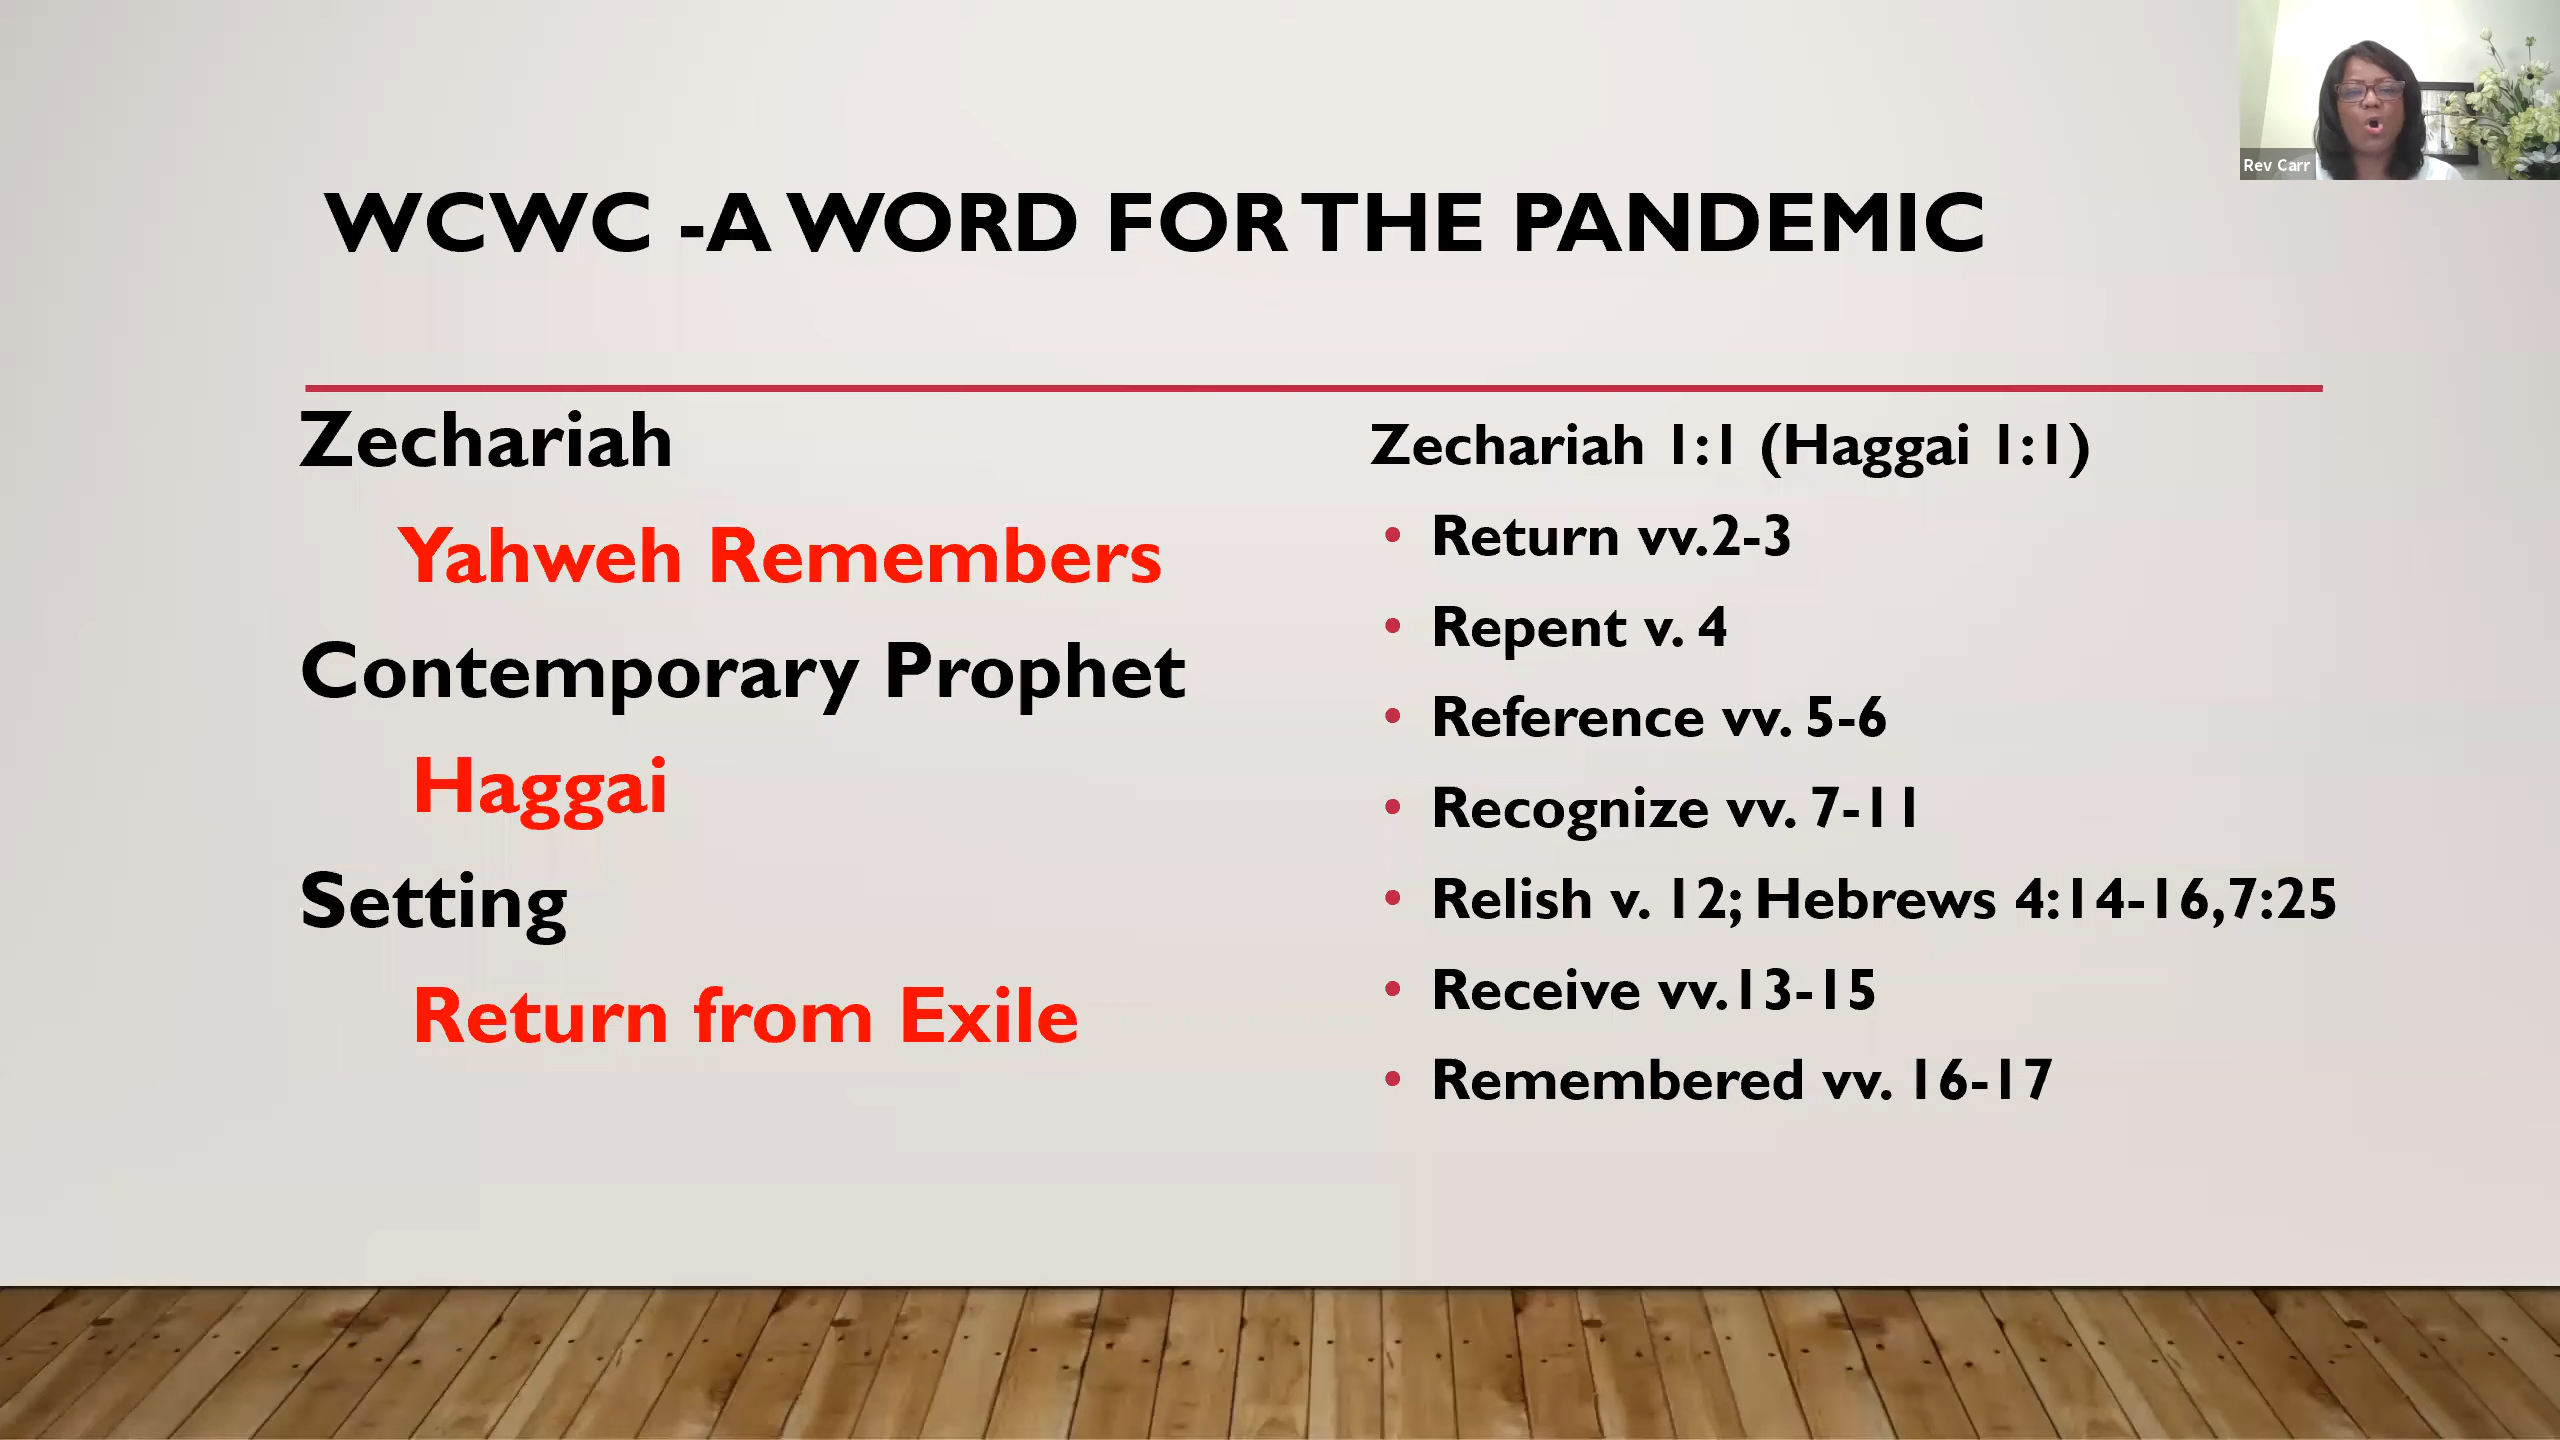 WCWC -A WORD FOR THE PANDEMIC
Rev Carr
Zechariah
Yahweh Remembers
Contemporary Prophet
Haggai
Setting
Return from Exile
Zechariah 1:1 (Haggai 1:1)
• Return vv.2-3
• Repent v. 4
• Reference vv. 5-6
• Recognize vv. 7-11
• Relish v. 12; Hebrews 4:14-16,7:25
• Receive vv.13-15
• Remembered vv. 16-17